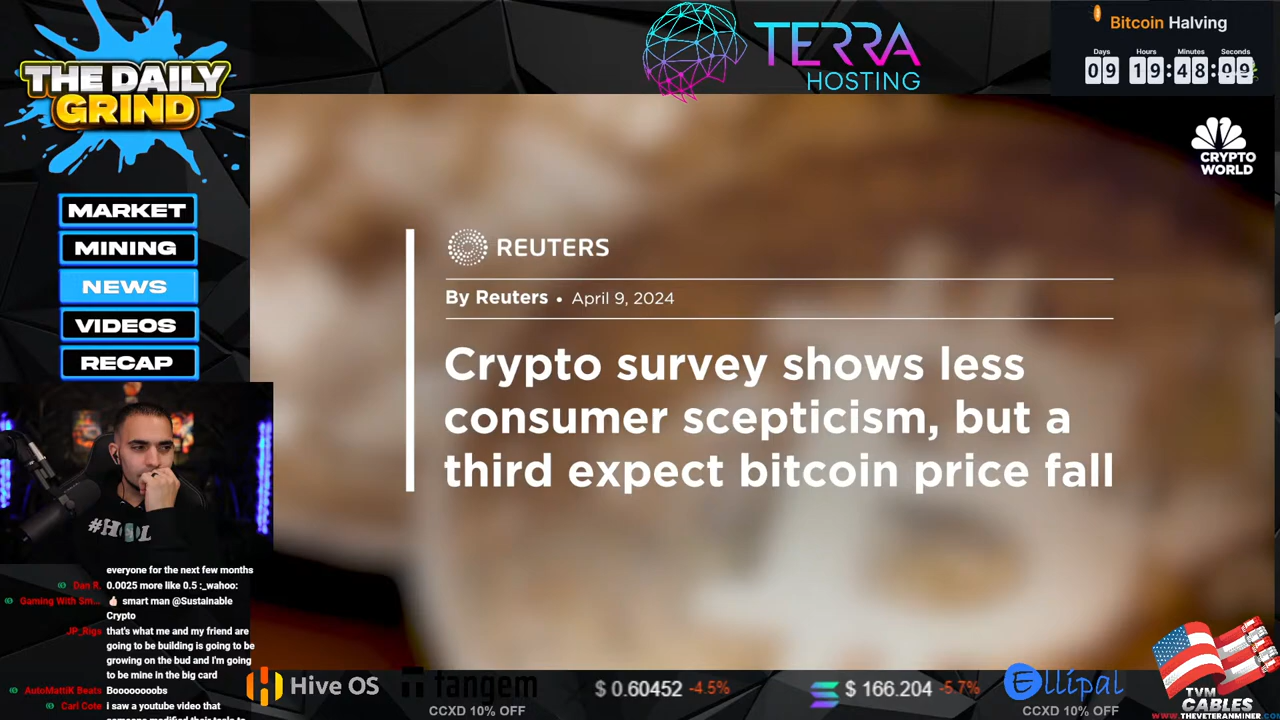 THE DAILY
GRIND
TERRA
HOSTING
Bitcoin Halving
Days
Hours
Minutes
Seconds
09 19:48:09
CRYPTO
WORLD
MARKET
MINING
NEWS
VIDEOS
RECAP
REUTERS
By Reuters • April 9, 2024
Crypto survey shows less
consumer scepticism, but a
third expect bitcoin price fall
everyone for the next few months
Dan R. 0.0025 more like 0.5 :_wahoo:
Gaming With Sm... 👍🏻 smart man @Sustainable
Crypto
JP_Rigs that's what me and my friend are
going to be building is going to be
growing on the bud and I'm going
to be mine in the big card
AutoMattiK Beats Booooooobs
Carl Cote i saw a youtube video that
Hive OS
tangem
CCXD 10% OFF
$ 0.60452 -4.5%
$ 166.204 -5.7%
Ellipal
CCXD 10% OFF
TVM
CABLES